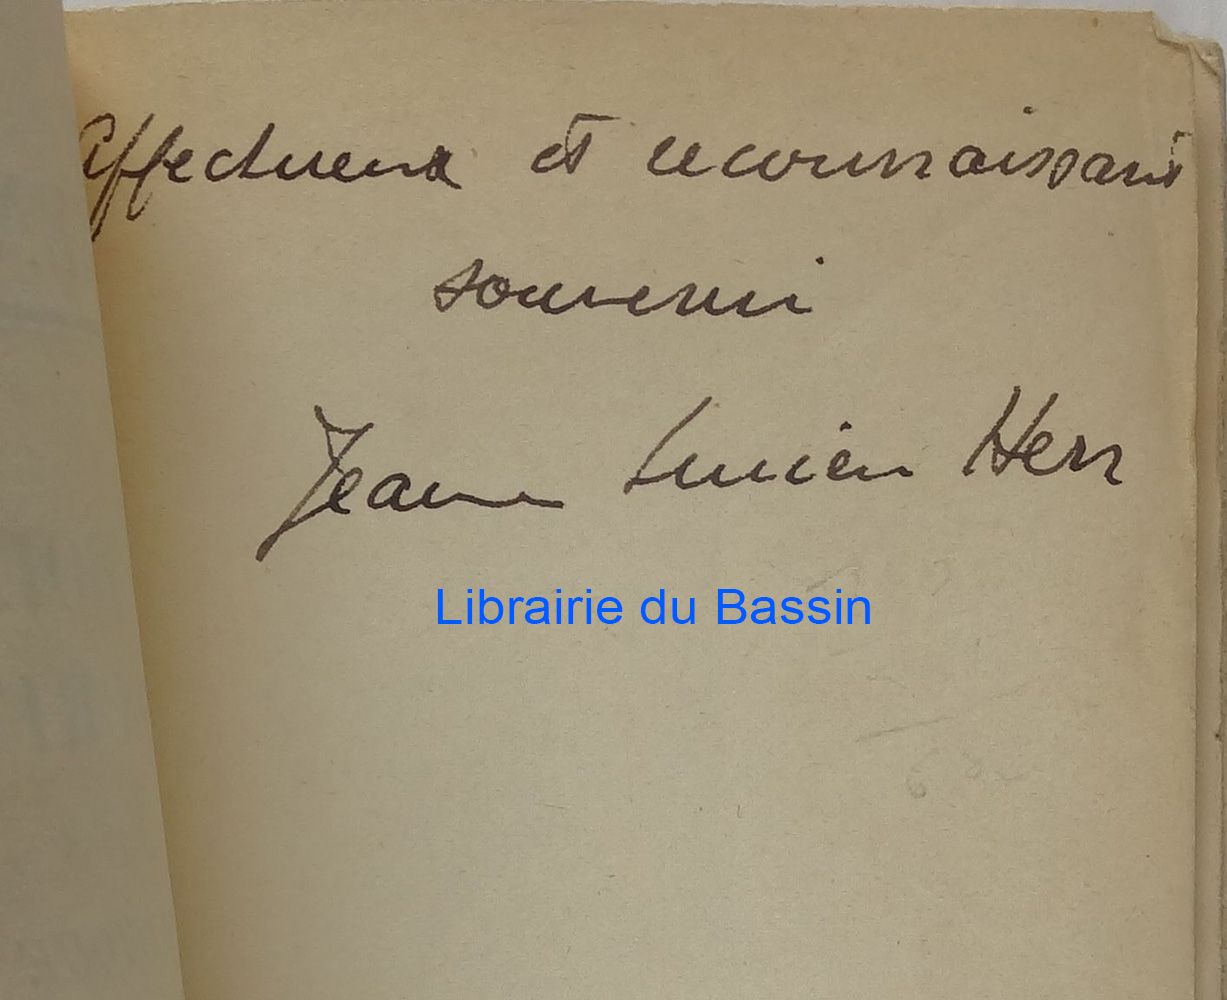 Affectueux et reconnaissant
souvenir
Jeanne Lucien Herr
Librairie du Bassin